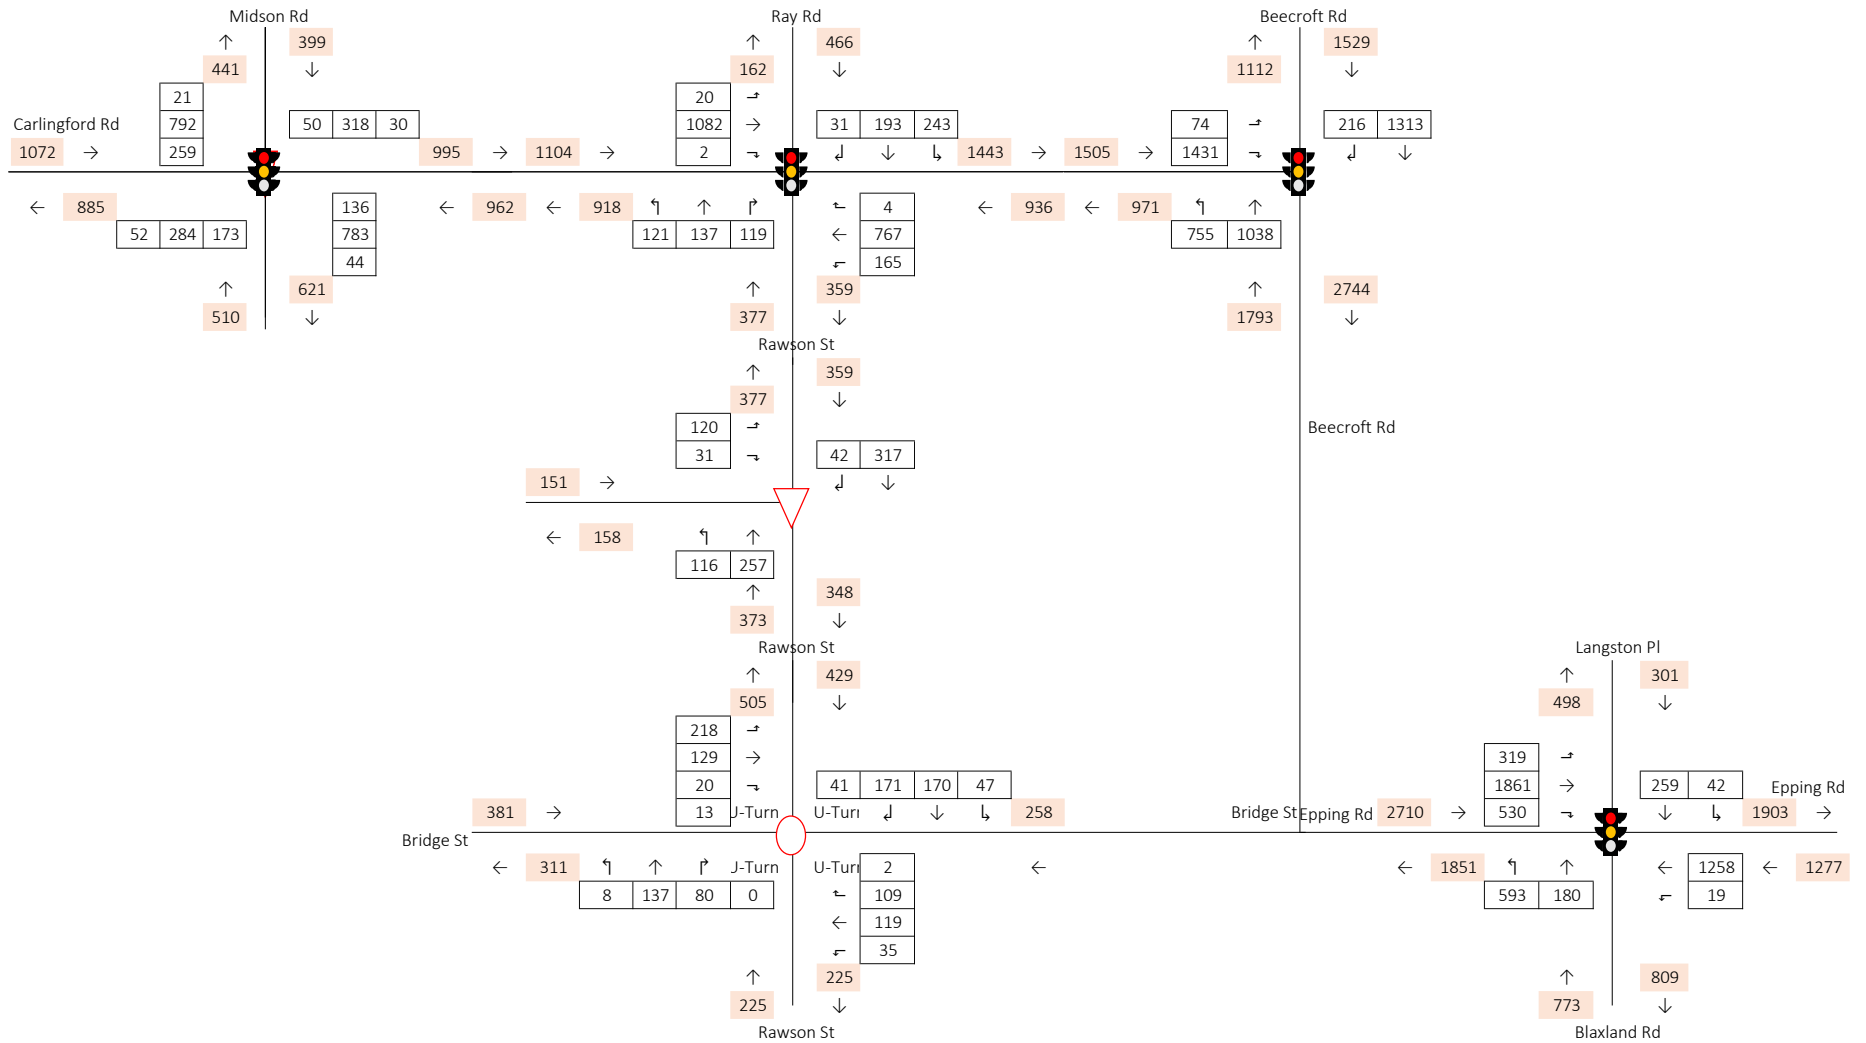 Midson Rd Ray Rd Beecroft Rd
399 466 1529
441 162 1112
21 20
Carlingford Rd 792 50 318 30 1082 31 193 243 74 216 1313
1072 259 995 1104 2 1443 1505 1431
885 136 962 918 4 936 971
52 284 173 783 121 137 119 767 755 1038
44 165
621 359 2744
510 377 1793
Rawson St
359
377
120 Beecroft Rd
31 42 317
151
158
116 257
348
373
Rawson St Langston Pl
429 301
505 498
218
129 319
20 41 171 170 47 1861 259 42 Epping Rd
381 13 J-Turn U-Turn 258 Bridge St Epping Rd 2710 530 1903
Bridge St
311 J-Turn U-Turn 2 1851 1258 1277
8 137 80 0 109 593 180 19
119
35
225 809
225 773
Rawson St Blaxland Rd